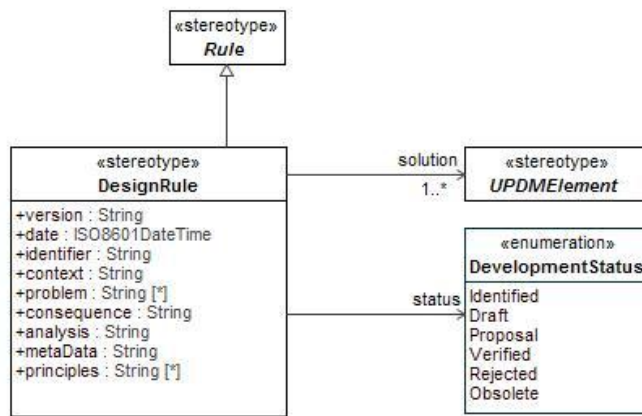 «stereotype»
Rule
«stereotype»
DesignRule
+version : String
+date : ISO8601DateTime
+identifier : String
+context : String
+problem : String [*]
+consequence : String
+analysis : String
+metaData : String
+principles : String [*]
solution
1..*
«stereotype»
UPDMElement
status
«enumeration»
DevelopmentStatus
Identified
Draft
Proposal
Verified
Rejected
Obsolete